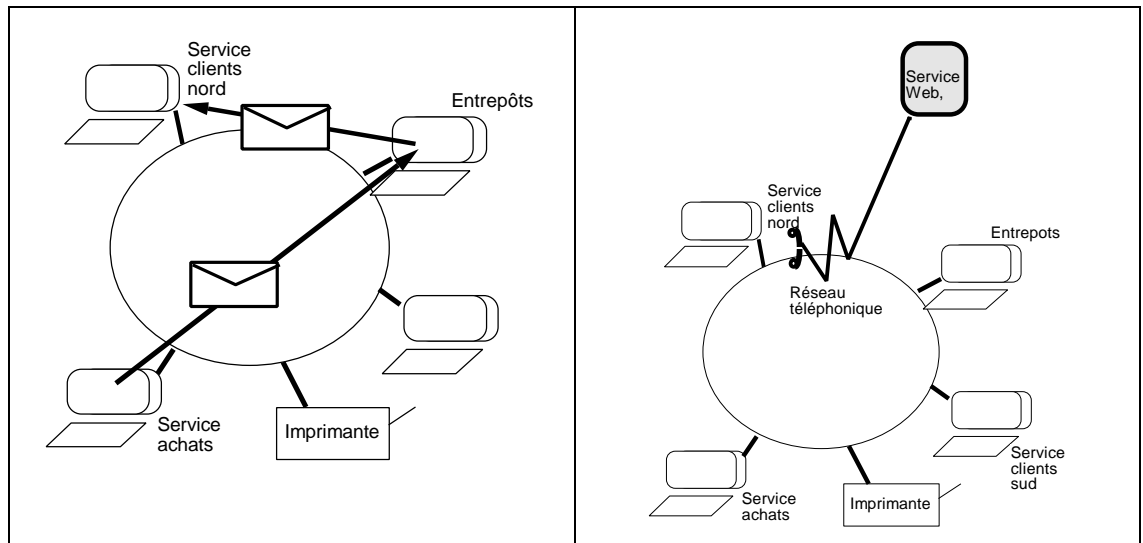 Service
clients
nord
Entrepôts
Service
achats
Imprimante
Service
Web,
Service
clients
nord
Entrepots
Réseau
téléphonique
Service
clients
sud
Service
achats
Imprimante